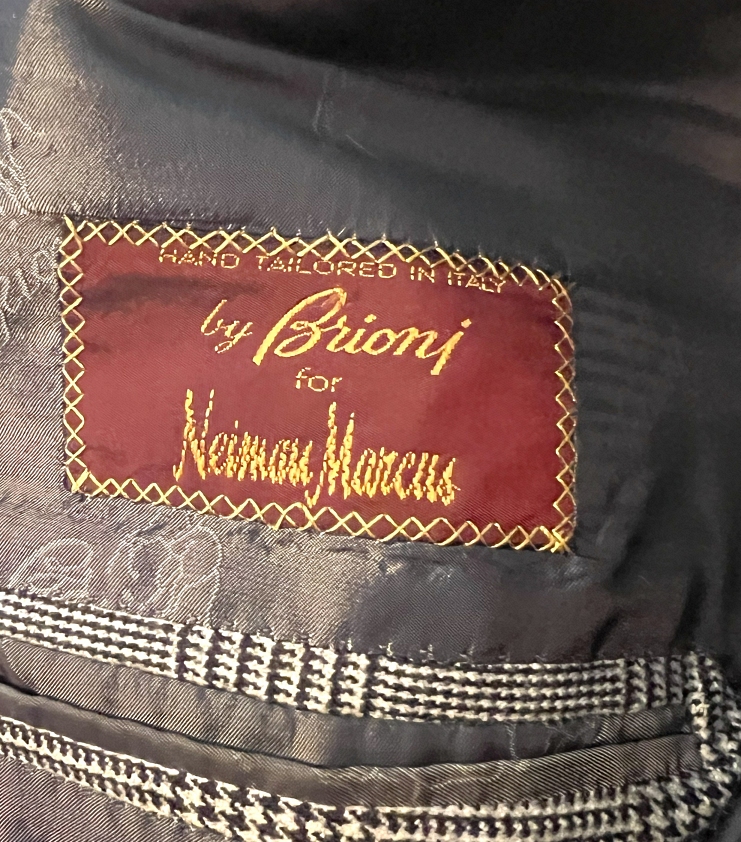 HAND TAILORED IN ITALY
by Brioni
for
Neiman Marcus